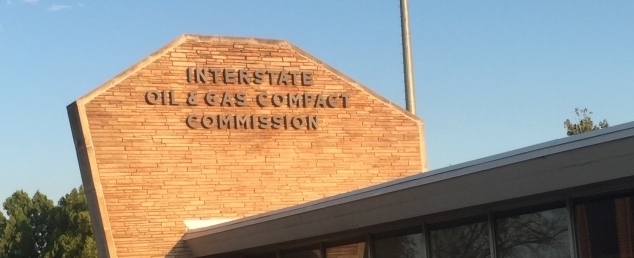 INTERSTATE
OIL & GAS COMPACT
COMMISSION